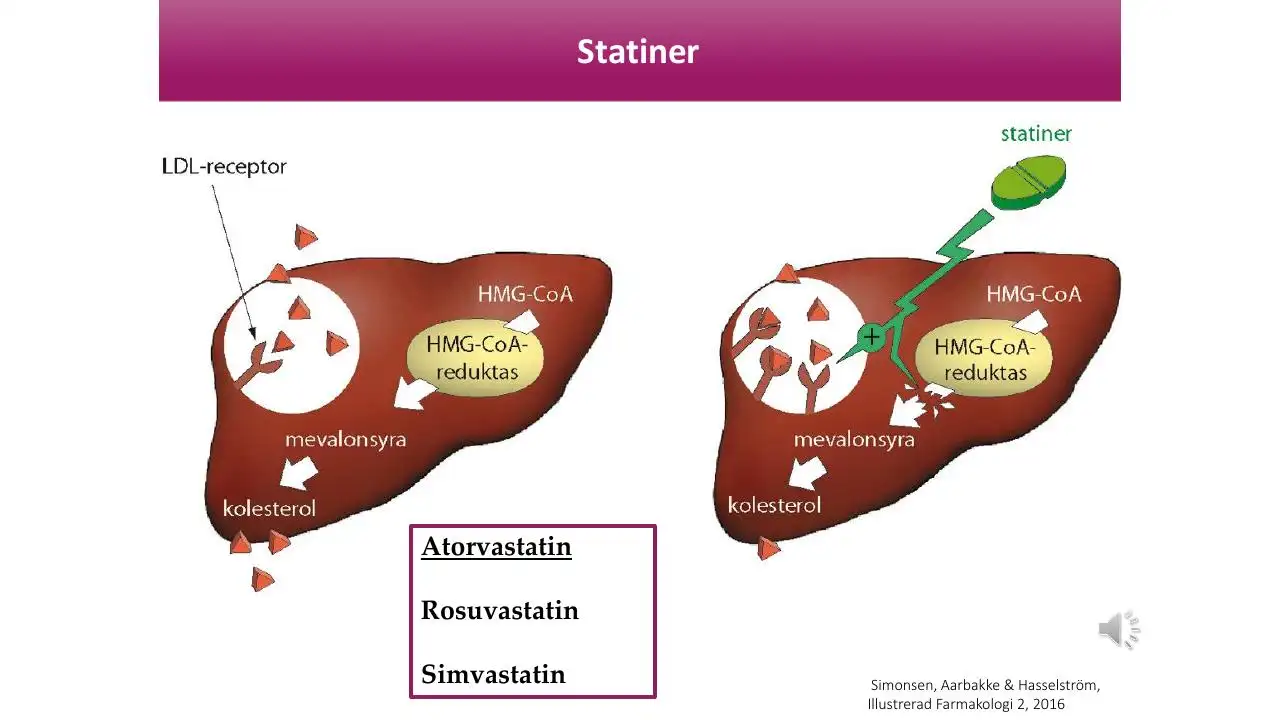 Statiner
LDL-receptor
HMG-CoA
HMG-CoA-
reduktas
mevalonsyra
kolesterol
statiner
HMG-CoA
+
HMG-CoA-
reduktas
mevalonsyra
kolesterol
Atorvastatin
Rosuvastatin
Simvastatin
Simonsen, Aarbakke & Hasselström,
Illustrerad Farmakologi 2, 2016